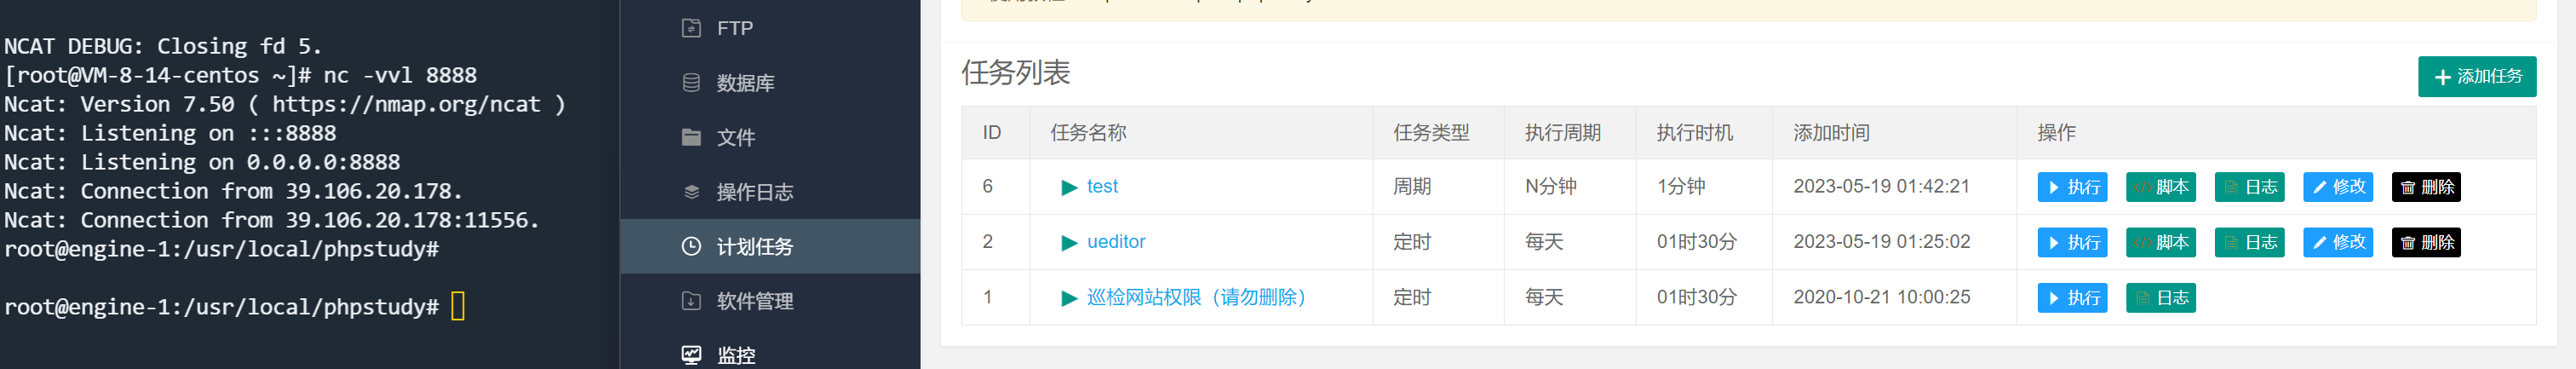 NCAT DEBUG: Closing fd 5.
[root@VM-8-14-centos ~]# nc -vvl 8888
Ncat: Version 7.50 ( https://nmap.org/ncat )
Ncat: Listening on :::8888
Ncat: Listening on 0.0.0.0:8888
Ncat: Connection from 39.106.20.178.
Ncat: Connection from 39.106.20.178:11556.
root@engine-1:/usr/local/phpstudy#
root@engine-1:/usr/local/phpstudy#
FTP
数据库
文件
操作日志
计划任务
软件管理
监控
任务列表
添加任务
ID 任务名称 任务类型 执行周期 执行时机 添加时间 操作
6 test 周期 N分钟 1分钟 2023-05-19 01:42:21 执行 脚本 日志 修改 删除
2 ueditor 定时 每天 01时30分 2023-05-19 01:25:02 执行 脚本 日志 修改 删除
1 巡检网站权限（请勿删除） 定时 每天 01时30分 2020-10-21 10:00:25 执行 日志